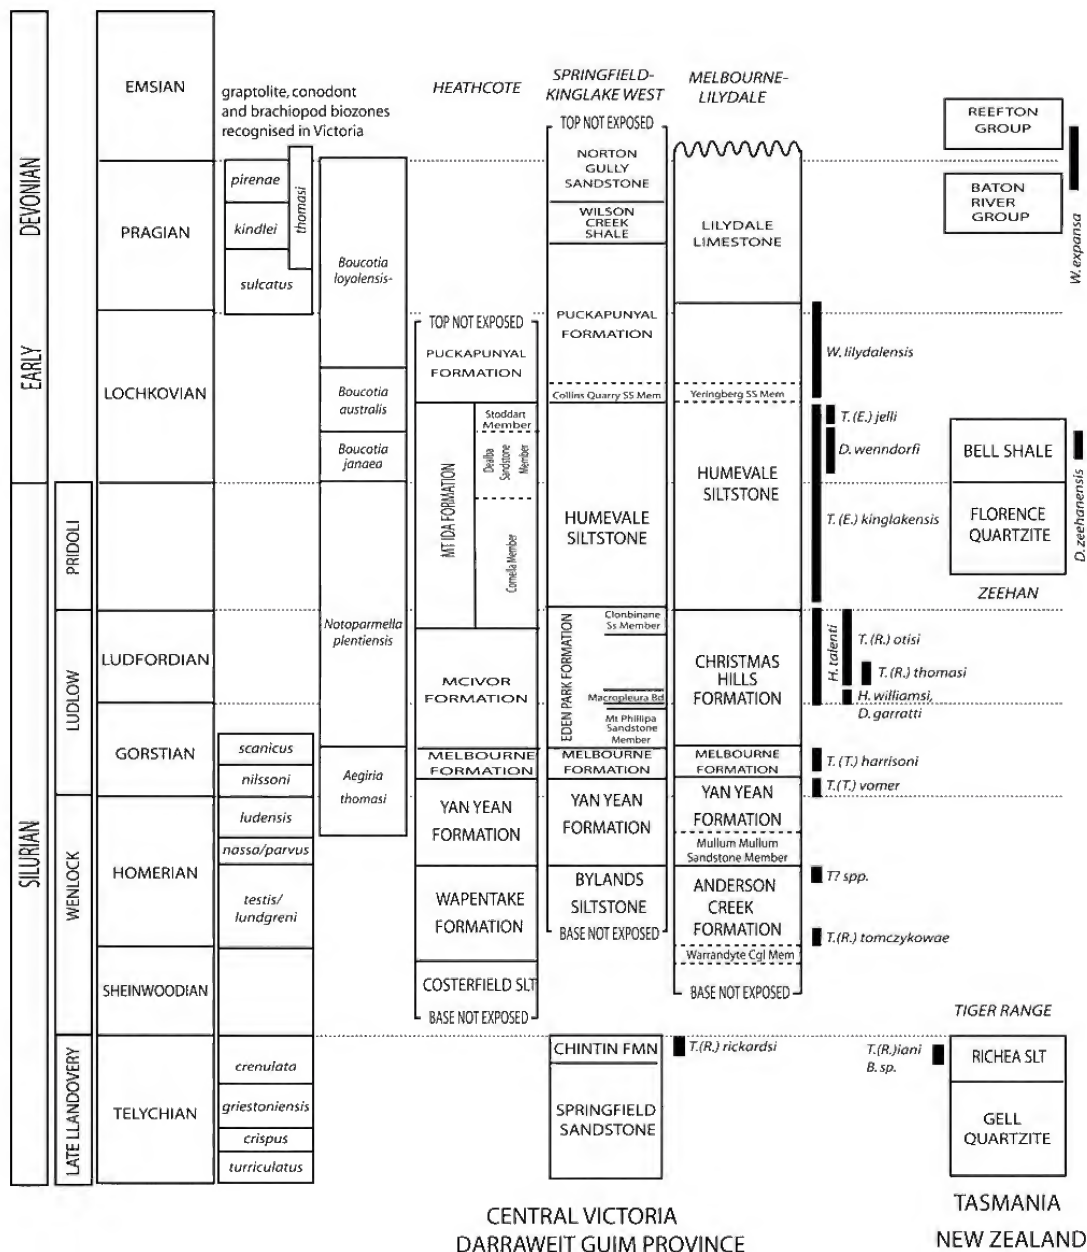 DEVONIAN
EARLY
SILURIAN
PRIDOLI
LUDLOW
WENLOCK
LATE LLANDOVERY
EMSIAN
PRAGIAN
LOCHKOVIAN
LUDFORDIAN
GORSTIAN
HOMERIAN
SHEINWOODIAN
TELYCHIAN
graptolite, conodont
and brachiopod biozones
recognised in Victoria
pirenae
kindlei
thomasi
sulcatus
scanicus
nilssoni
ludensis
nassa/parvus
testis/
lundgreni
crenulata
griestoniensis
crispus
turriculatus
Boucotia
loyolensis-
Boucotia
australis
Boucotia
janaea
Notoparmella
plentiensis
Aegiria
thomasi
HEATHCOTE
TOP NOT EXPOSED
PUCKAPUNYAL
FORMATION
MT IDA FORMATION
Stoddart
Member
Dealba
Sandstone
Member
Cornella Member
MCIVOR
FORMATION
MELBOURNE
FORMATION
YAN YEAN
FORMATION
WAPENTAKE
FORMATION
COSTERFIELD SLT
BASE NOT EXPOSED
SPRINGFIELD-
KINGLAKE WEST
TOP NOT EXPOSED
NORTON
GULLY
SANDSTONE
WILSON
CREEK
SHALE
PUCKAPUNYAL
FORMATION
Collins Quarry SS Mem
HUMEVALE
SILTSTONE
EDEN PARK FORMATION
Clonbinane
Ss Member
Macropleura Bd
Mt Phillipa
Sandstone
Member
MELBOURNE
FORMATION
YAN YEAN
FORMATION
BYLANDS
SILTSTONE
BASE NOT EXPOSED
CHINTIN FMN
SPRINGFIELD
SANDSTONE
MELBOURNE-
LILYDALE
LILYDALE
LIMESTONE
Yeringberg SS Mem
HUMEVALE
SILTSTONE
CHRISTMAS
HILLS
FORMATION
MELBOURNE
FORMATION
YAN YEAN
FORMATION
Mullum Mullum
Sandstone Member
ANDERSON
CREEK
FORMATION
Warrandyte Cgl Mem
BASE NOT EXPOSED
W. lilydalensis
T. (E.) jelli
D. wenndorfi
T. (E.) kinglakensis
H. talenti
T. (R.) otisi
T. (R.) thomasi
H. williamsi,
D. garratti
T. (T.) harrisoni
T. (T.) vomer
T? spp.
T. (R.) tomczykowae
T. (R.) rickardsi
T. (R.) iani
B. sp.
REEFTON
GROUP
BATON
RIVER
GROUP
W. expansa
BELL SHALE
FLORENCE
QUARTZITE
D. zeehanensis
ZEEHAN
TIGER RANGE
RICHEA SLT
GELL
QUARTZITE
CENTRAL VICTORIA
DARRAWEIT GUIM PROVINCE
TASMANIA
NEW ZEALAND